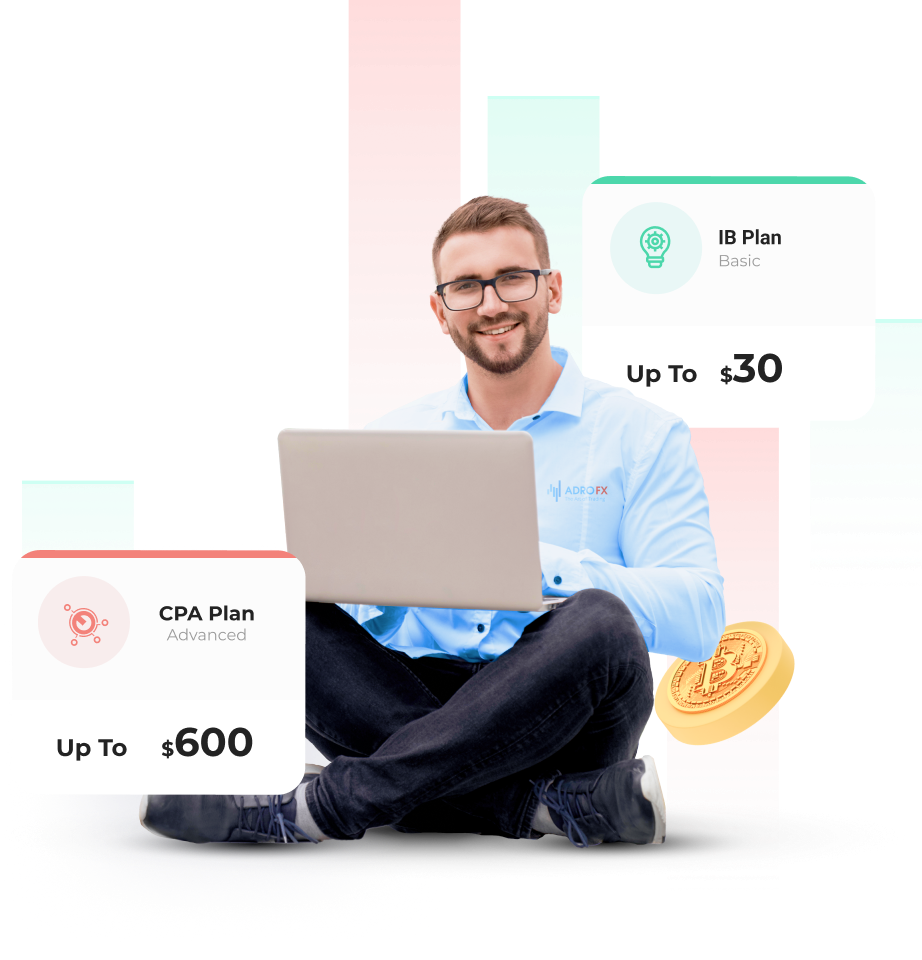 IB Plan
Basic
Up To $30
ADROFX
CPA Plan
Advanced
Up To $600